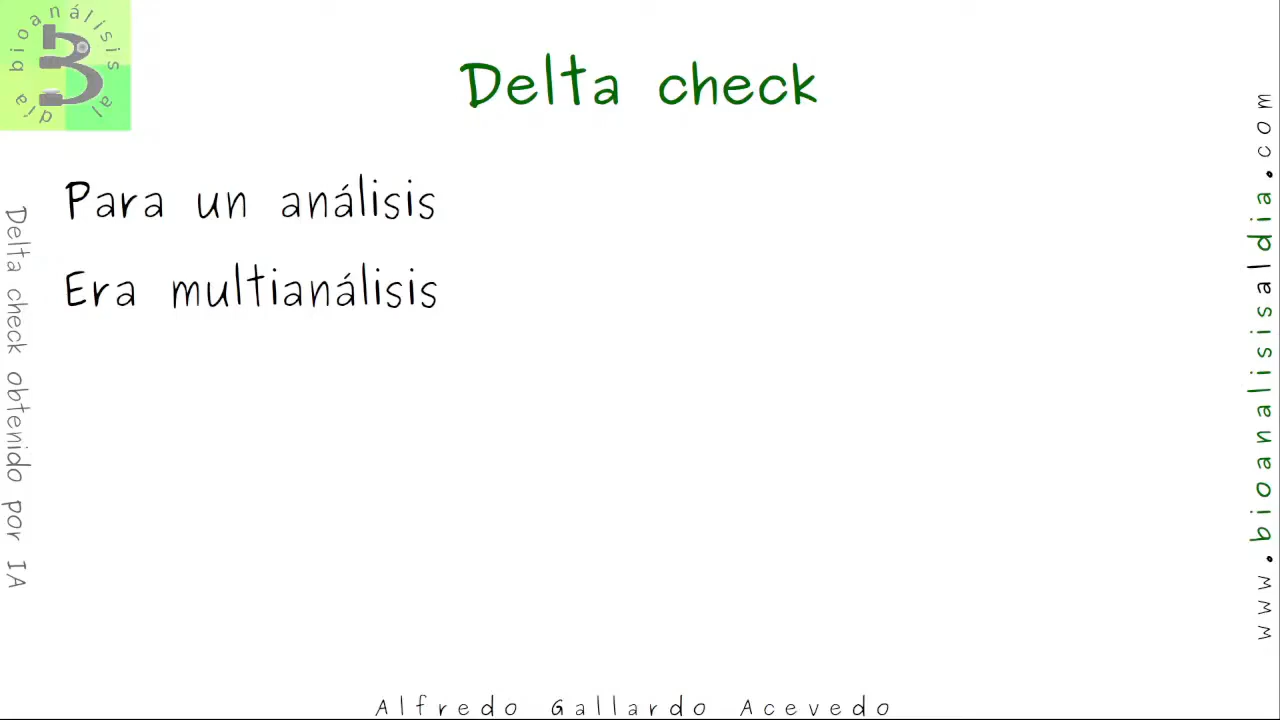 bioanálisis al día
Delta check
Para un análisis
Era multianálisis
Delta check obtenido por IA
www.bioanalisisaldia.com
Alfredo Gallardo Acevedo